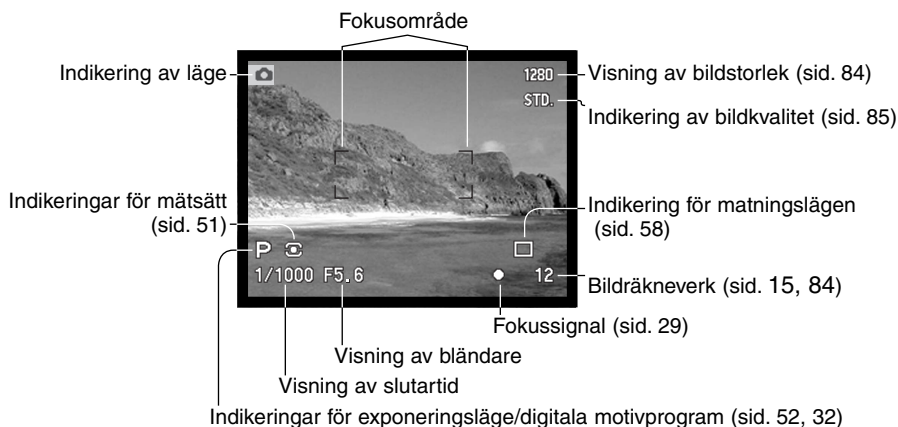 Fokusområde
Indikering av läge
1280
Visning av bildstorlek (sid. 84)
STD.
Indikering av bildkvalitet (sid. 85)
Indikeringar för mätsätt
(sid. 51)
Indikering för matningslägen
(sid. 58)
P
1/1000 F5.6
12
Bildräkneverk (sid. 15, 84)
Fokussignal (sid. 29)
Visning av bländare
Visning av slutartid
Indikeringar för exponeringsläge/digitala motivprogram (sid. 52, 32)